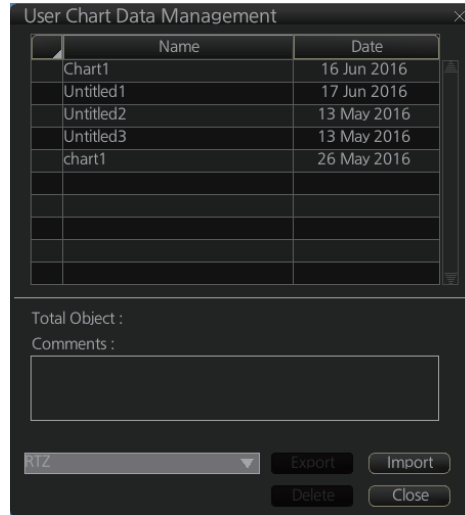 User Chart Data Management
Name Date
Chart1 16 Jun 2016
Untitled1 17 Jun 2016
Untitled2 13 May 2016
Untitled3 13 May 2016
chart1 26 May 2016
Total Object :
Comments :
RTZ Export Import
Delete Close